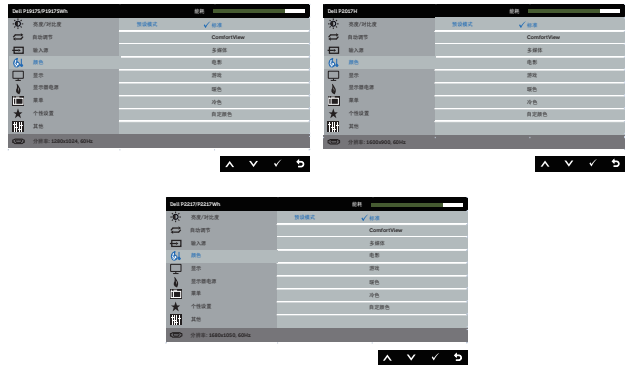 Dell P1917S/P1917SWh 能耗
亮度/对比度 预设模式 ✓ 标准
自动调节 ComfortView
输入源 多媒体
颜色 电影
显示 游戏
显示器电源 暖色
菜单 冷色
个性设置 自定颜色
其他
分辨率: 1280x1024, 60Hz
Dell P2017H 能耗
亮度/对比度 预设模式 ✓ 标准
自动调节 ComfortView
输入源 多媒体
颜色 电影
显示 游戏
显示器电源 暖色
菜单 冷色
个性设置 自定颜色
其他
分辨率: 1600x900, 60Hz
Dell P2217/P2217Wh 能耗
亮度/对比度 预设模式 ✓ 标准
自动调节 ComfortView
输入源 多媒体
颜色 电影
显示 游戏
显示器电源 暖色
菜单 冷色
个性设置 自定颜色
其他
分辨率: 1680x1050, 60Hz